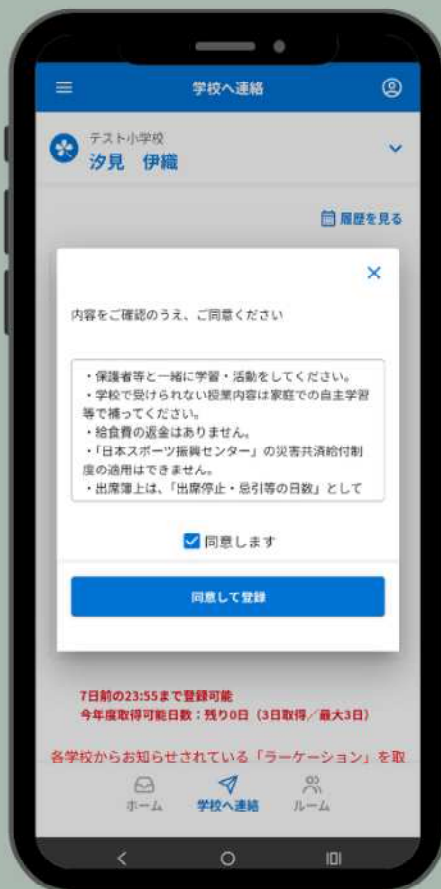 学校へ連絡
テスト小学校
汐見 伊織
履歴を見る
内容をご確認のうえ、ご同意ください
・保護者等と一緒に学習・活動をしてください。
・学校で受けられない授業内容は家庭での自主学習
等で補ってください。
・給食費の返金はありません。
・「日本スポーツ振興センター」の災害共済給付制
度の適用はできません。
・出席簿上は、「出席停止・忌引等の日数」として
同意します
同意して登録
7日前の23:55まで登録可能
今年度取得可能日数：残り0日（3日取得／最大3日）
各学校からお知らせされている「ラーケーション」を取
ホーム 学校へ連絡 ルーム